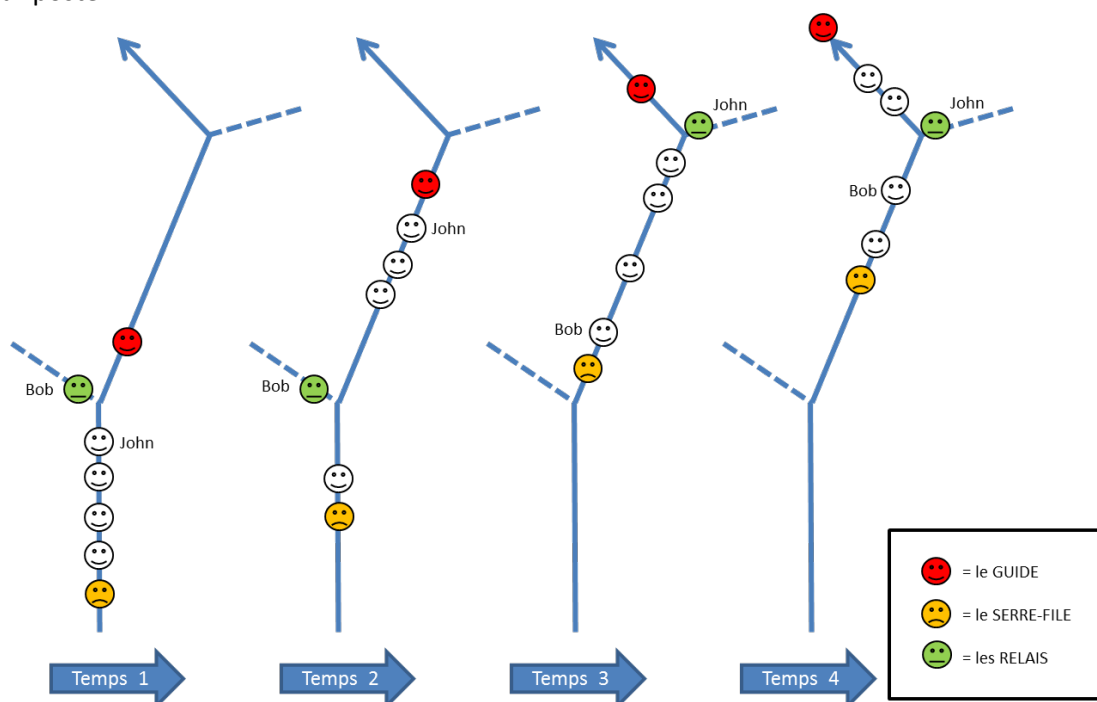 John
John
Bob
John
Bob
John
Bob
Bob
John
= le GUIDE
= le SERRE-FILE
= les RELAIS
Temps 1
Temps 2
Temps 3
Temps 4